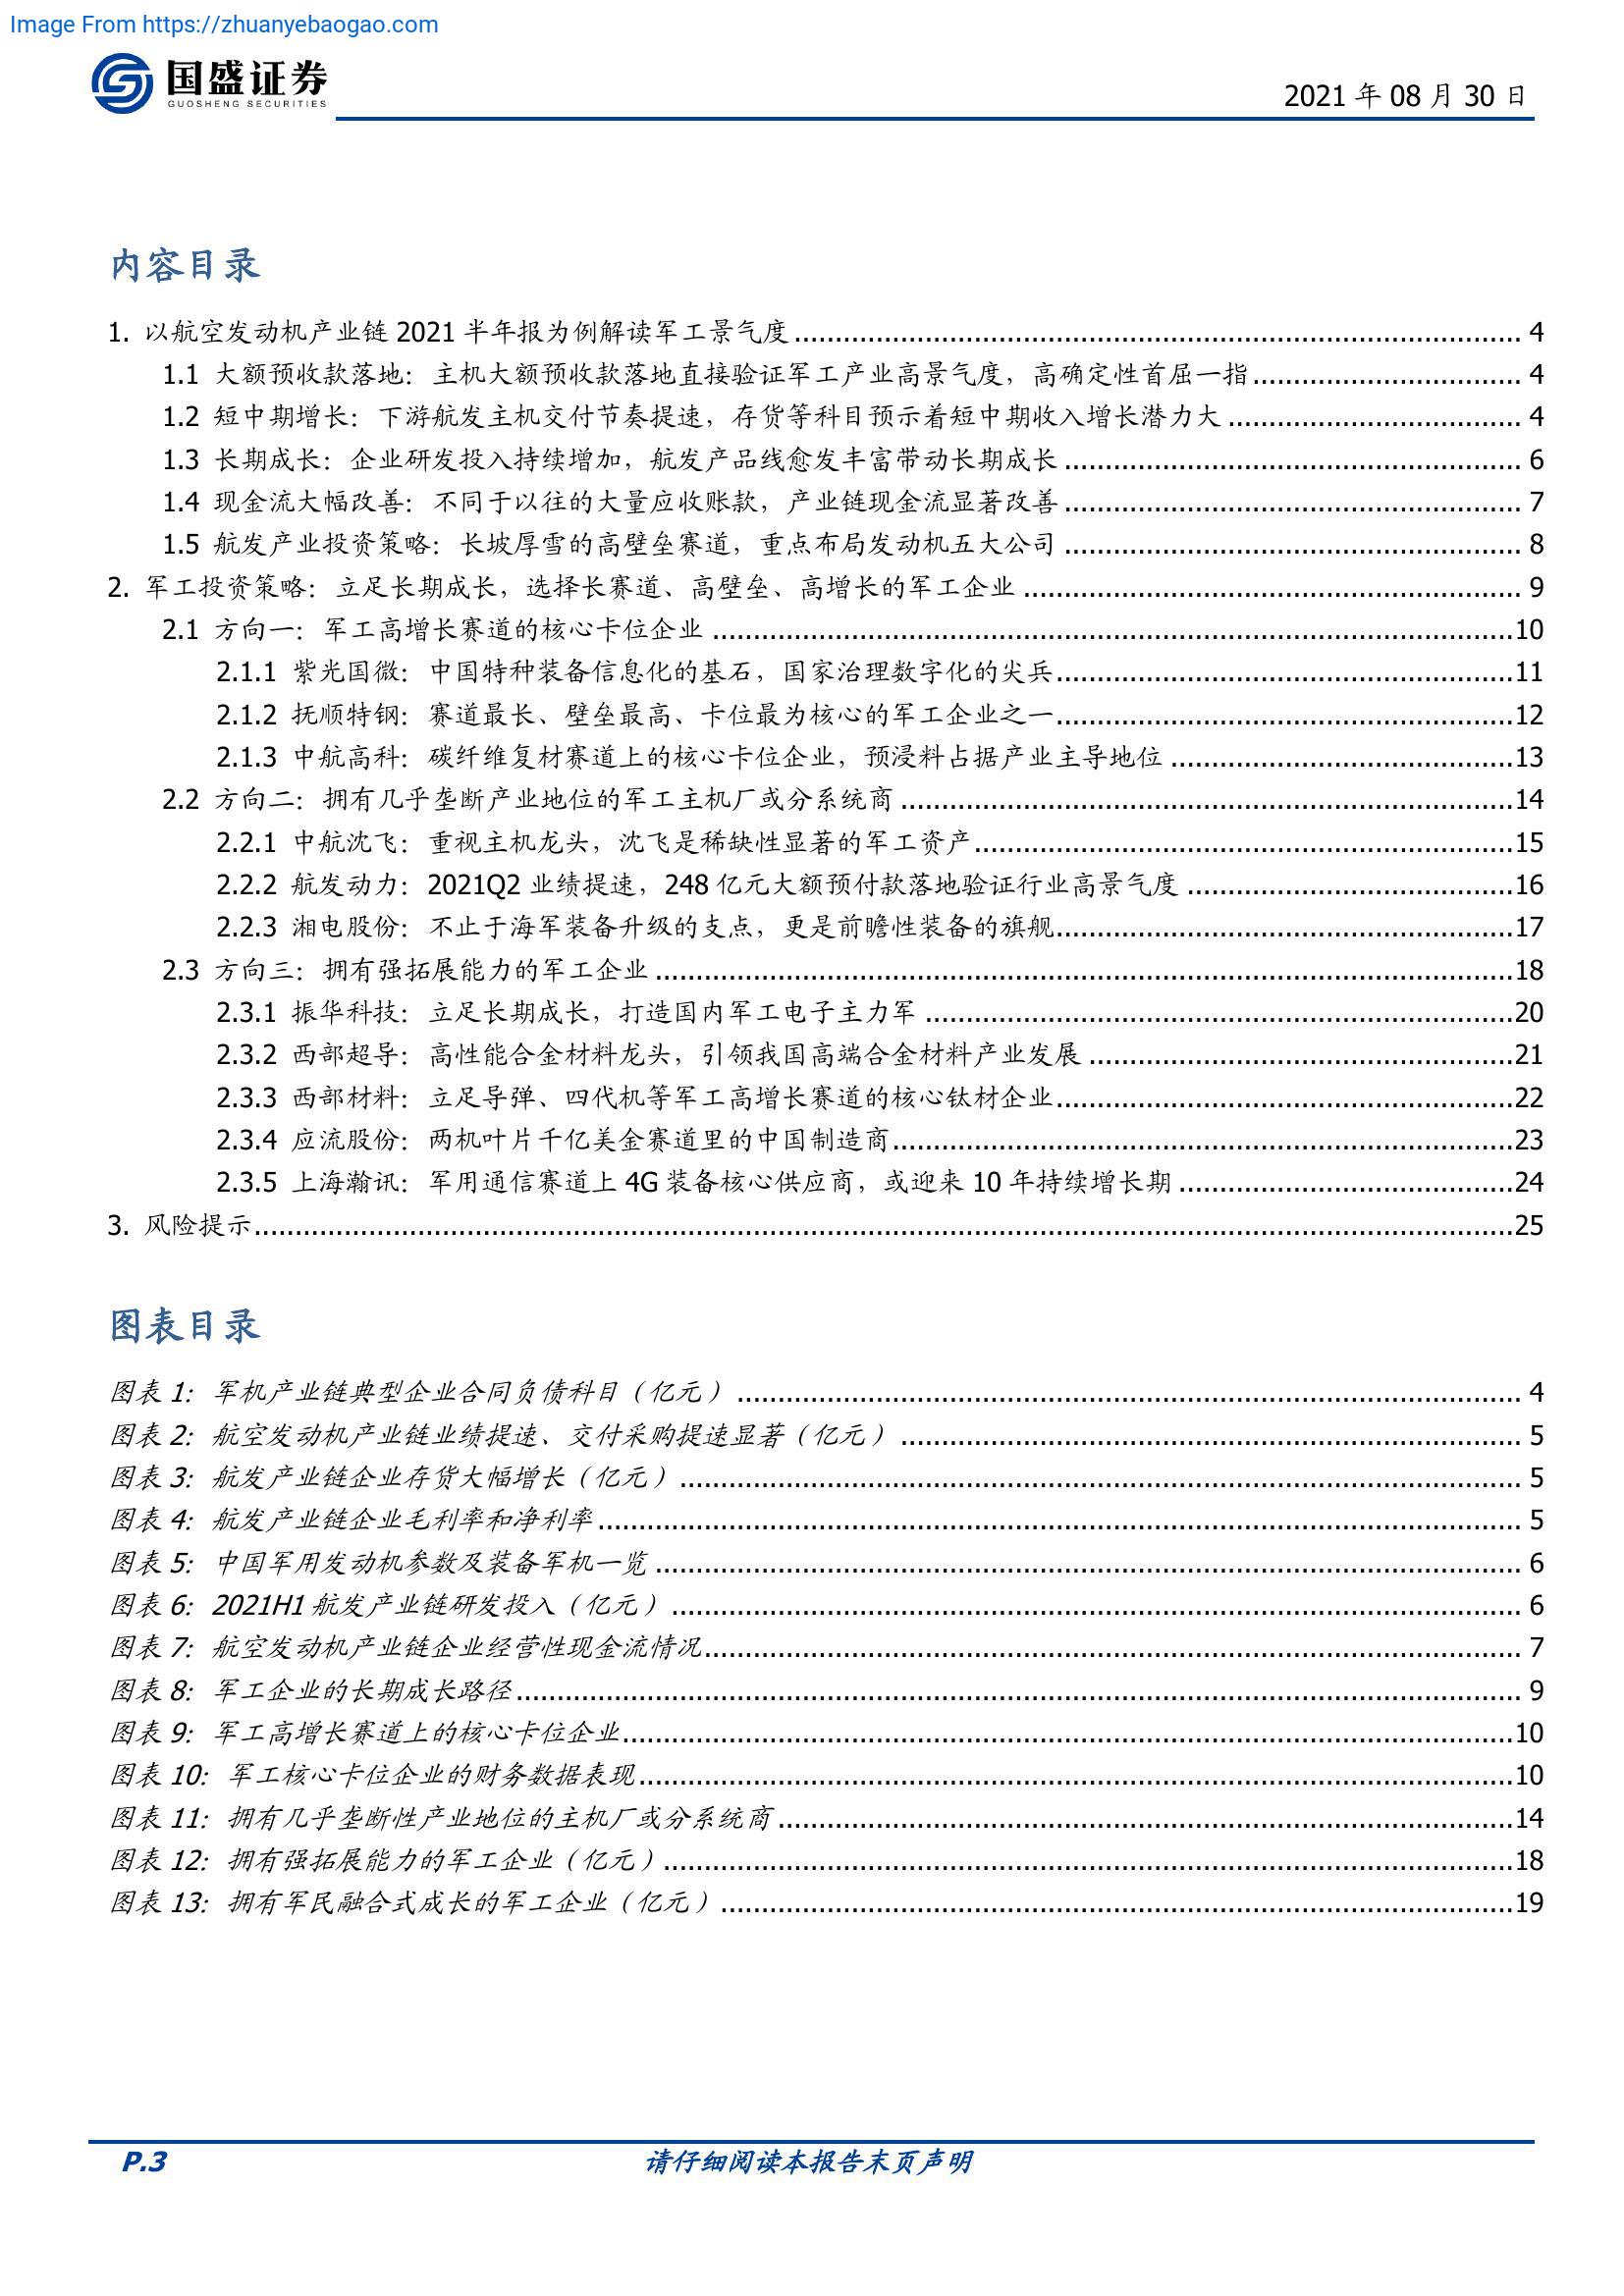 Image From https://zhuanyebaogao.com
国盛证券
GUOSHENG SECURITIES
2021 年 08 月 30 日
内容目录
1. 以航空发动机产业链 2021 半年报为例解读军工景气度 4
1.1 大额预收款落地：主机大额预收款落地直接验证军工产业高景气度，高确定性首屈一指 4
1.2 短中期增长：下游航发主机交付节奏提速，存货等科目预示着短中期收入增长潜力大 4
1.3 长期成长：企业研发投入持续增加，航发产品线愈发丰富带动长期成长 6
1.4 现金流大幅改善：不同于以往的大量应收账款，产业链现金流显著改善 7
1.5 航发产业投资策略：长坡厚雪的高壁垒赛道，重点布局发动机五大公司 8
2. 军工投资策略：立足长期成长，选择长赛道、高壁垒、高增长的军工企业 9
2.1 方向一：军工高增长赛道的核心卡位企业 10
2.1.1 紫光国微：中国特种装备信息化的基石，国家治理数字化的尖兵 11
2.1.2 抚顺特钢：赛道最长、壁垒最高、卡位最为核心的军工企业之一 12
2.1.3 中航高科：碳纤维复材赛道上的核心卡位企业，预浸料占据产业主导地位 13
2.2 方向二：拥有几乎垄断产业地位的军工主机厂或分系统商 14
2.2.1 中航沈飞：重视主机龙头，沈飞是稀缺性显著的军工资产 15
2.2.2 航发动力：2021Q2 业绩提速，248 亿元大额预付款落地验证行业高景气度 16
2.2.3 湘电股份：不止于海军装备升级的支点，更是前瞻性装备的旗舰 17
2.3 方向三：拥有强拓展能力的军工企业 18
2.3.1 振华科技：立足长期成长，打造国内军工电子主力军 20
2.3.2 西部超导：高性能合金材料龙头，引领我国高端合金材料产业发展 21
2.3.3 西部材料：立足导弹、四代机等军工高增长赛道的核心钛材企业 22
2.3.4 应流股份：两机叶片千亿美金赛道里的中国制造商 23
2.3.5 上海瀚讯：军用通信赛道上 4G 装备核心供应商，或迎来 10 年持续增长期 24
3. 风险提示 25
图表目录
图表 1：军机产业链典型企业合同负债科目（亿元） 4
图表 2：航空发动机产业链业绩提速、交付采购提速显著（亿元） 5
图表 3：航发产业链企业存货大幅增长（亿元） 5
图表 4：航发产业链企业毛利率和净利率 5
图表 5：中国军用发动机参数及装备军机一览 6
图表 6：2021H1 航发产业链研发投入（亿元） 6
图表 7：航空发动机产业链企业经营性现金流情况 7
图表 8：军工企业的长期成长路径 9
图表 9：军工高增长赛道上的核心卡位企业 10
图表 10：军工核心卡位企业的财务数据表现 10
图表 11：拥有几乎垄断性产业地位的主机厂或分系统商 14
图表 12：拥有强拓展能力的军工企业（亿元） 18
图表 13：拥有军民融合式成长的军工企业（亿元） 19
P.3
请仔细阅读本报告末页声明